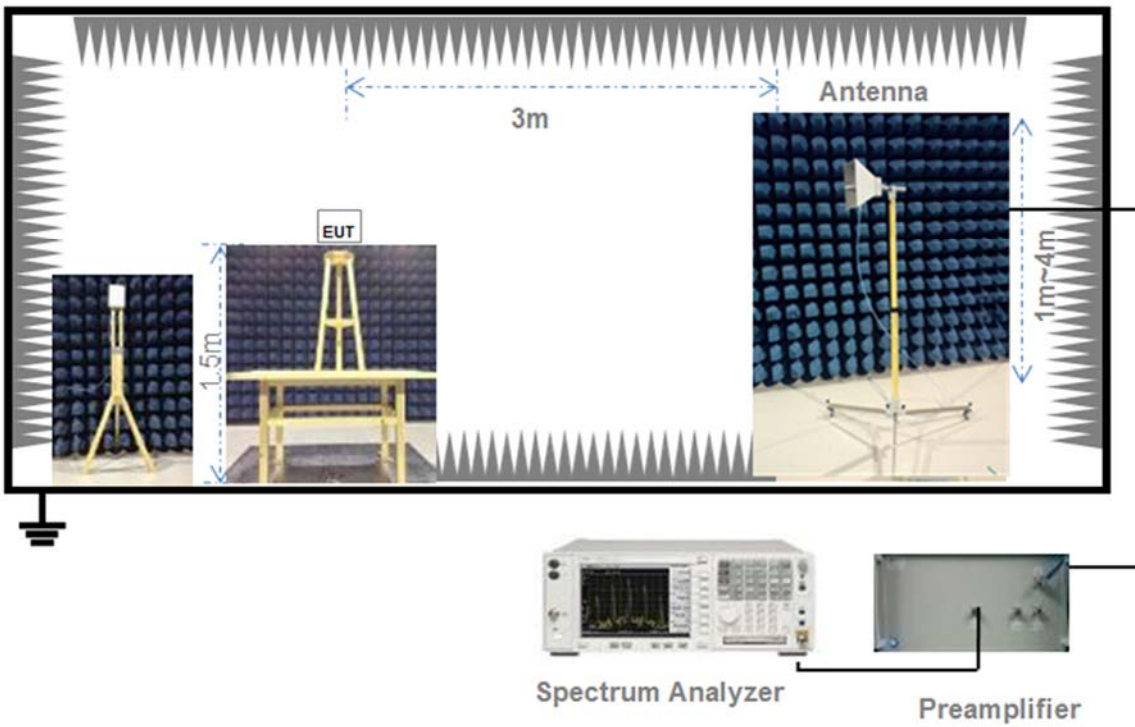 Antenna
3m
EUT
1.5m
1m~4m
Spectrum Analyzer
Preamplifier